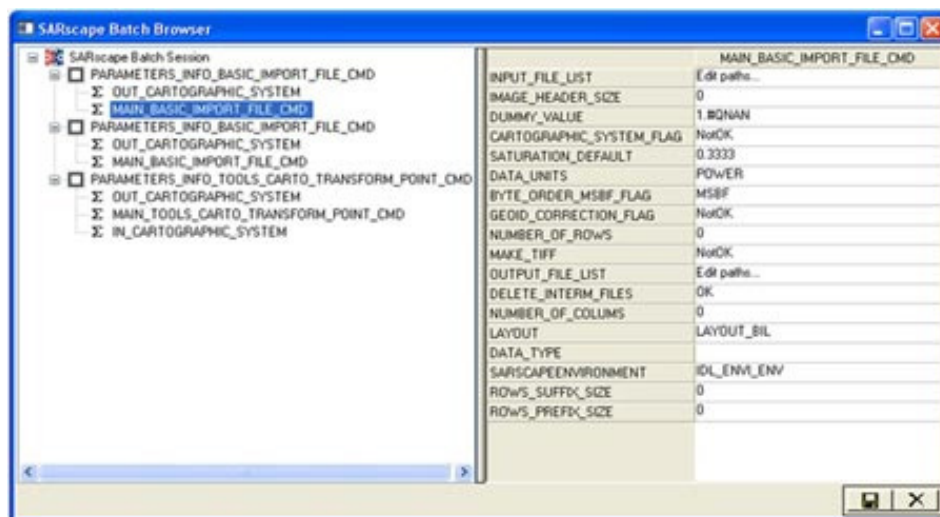 SARscape Batch Browser
SARscape Batch Session
PARAMETERS_INFO_BASIC_IMPORT_FILE_CMD
Σ OUT_CARTOGRAPHIC_SYSTEM
Σ MAIN_BASIC_IMPORT_FILE_CMD
PARAMETERS_INFO_BASIC_IMPORT_FILE_CMD
Σ OUT_CARTOGRAPHIC_SYSTEM
Σ MAIN_BASIC_IMPORT_FILE_CMD
PARAMETERS_INFO_TOOLS_CARTO_TRANSFORM_POINT_CMD
Σ OUT_CARTOGRAPHIC_SYSTEM
Σ MAIN_TOOLS_CARTO_TRANSFORM_POINT_CMD
Σ IN_CARTOGRAPHIC_SYSTEM
MAIN_BASIC_IMPORT_FILE_CMD
INPUT_FILE_LIST Edit paths...
IMAGE_HEADER_SIZE 0
DUMMY_VALUE 1.#QNAN
CARTOGRAPHIC_SYSTEM_FLAG NotOK
SATURATION_DEFAULT 0.3333
DATA_UNITS POWER
BYTE_ORDER_MSBF_FLAG MSBF
GEOID_CORRECTION_FLAG NotOK
NUMBER_OF_ROWS 0
MAKE_TIFF NotOK
OUTPUT_FILE_LIST Edit paths...
DELETE_INTERM_FILES OK
NUMBER_OF_COLUMS 0
LAYOUT LAYOUT_BIL
DATA_TYPE
SARSCAPEENVIRONMENT IDL_ENVI_ENV
ROWS_SUFFIX_SIZE 0
ROWS_PREFIX_SIZE 0